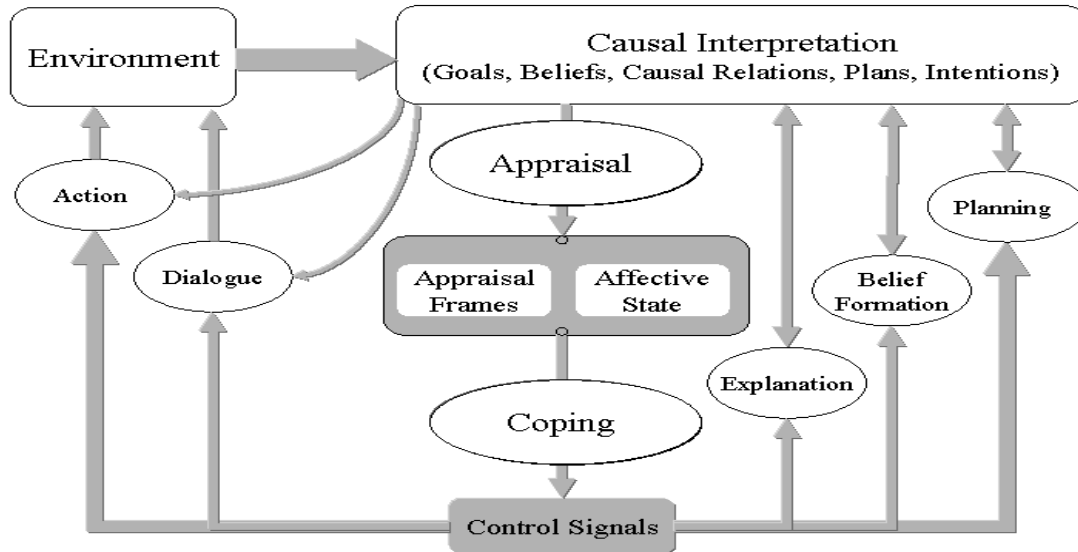 Environment
Causal Interpretation
(Goals, Beliefs, Causal Relations, Plans, Intentions)
Appraisal
Action
Planning
Dialogue
Appraisal
Frames
Affective
State
Belief
Formation
Explanation
Coping
Control Signals